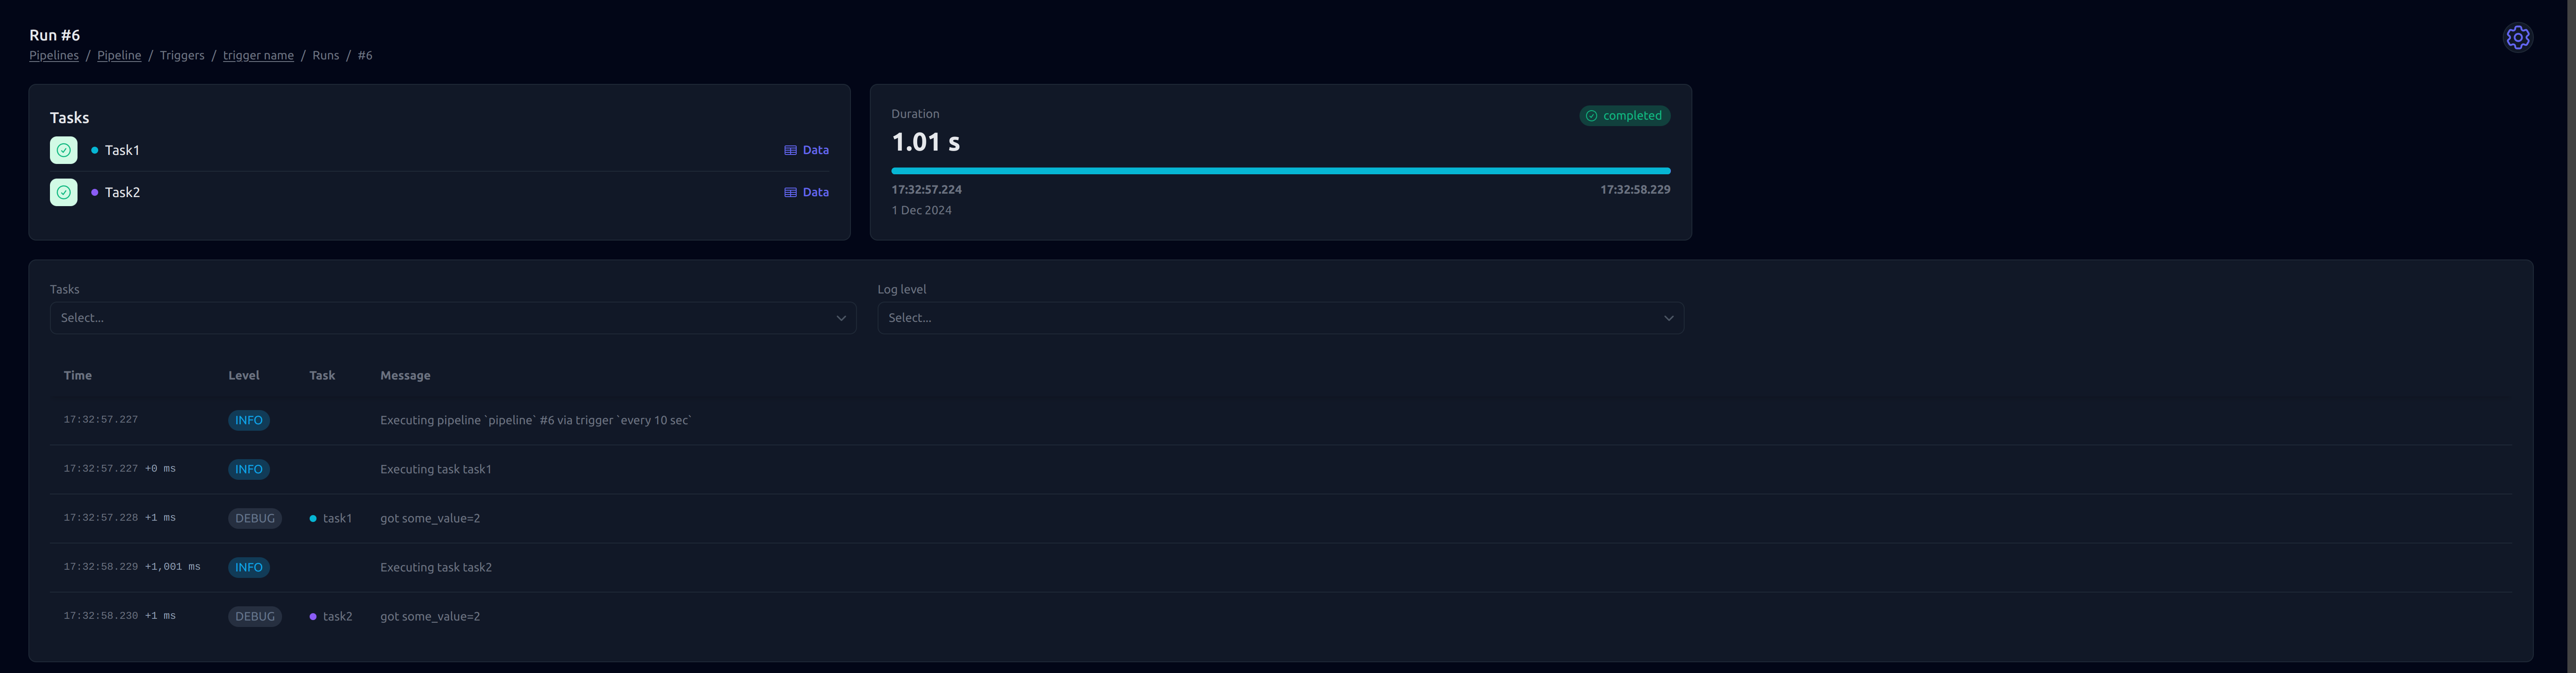 Run #6
Pipelines / Pipeline / Triggers / trigger name / Runs / #6
Tasks
Task1 Data
Task2 Data
Duration
completed
1.01 s
17:32:57.224 17:32:58.229
1 Dec 2024
Tasks
Select...
Log level
Select...
Time Level Task Message
17:32:57.227 INFO Executing pipeline `pipeline` #6 via trigger `every 10 sec`
17:32:57.227 +0 ms INFO Executing task task1
17:32:57.228 +1 ms DEBUG task1 got some_value=2
17:32:58.229 +1,001 ms INFO Executing task task2
17:32:58.230 +1 ms DEBUG task2 got some_value=2